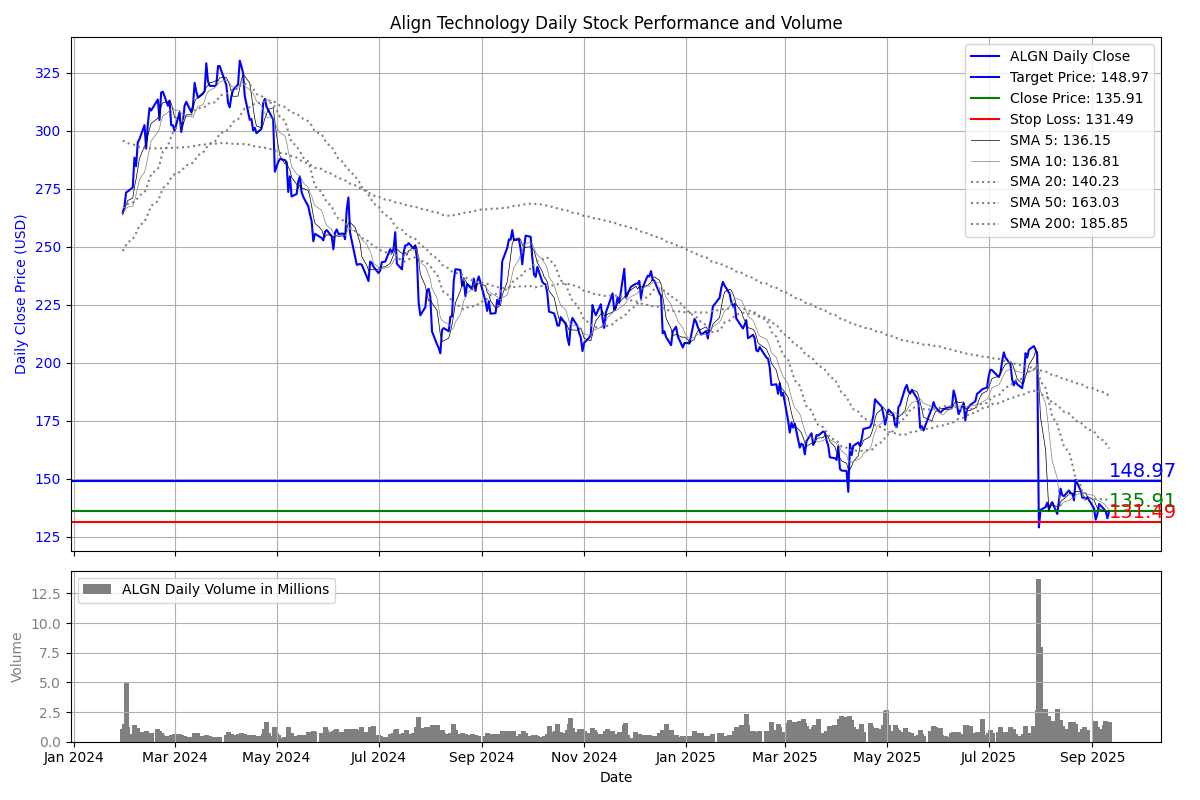 Align Technology Daily Stock Performance and Volume
Daily Close Price (USD)
325
300
275
250
225
200
175
150
125
ALGN Daily Close
Target Price: 148.97
Close Price: 135.91
Stop Loss: 131.49
SMA 5: 136.15
SMA 10: 136.81
SMA 20: 140.23
SMA 50: 163.03
SMA 200: 185.85
148.97
135.91
131.49
Volume
12.5
10.0
7.5
5.0
2.5
0.0
ALGN Daily Volume in Millions
Jan 2024 Mar 2024 May 2024 Jul 2024 Sep 2024 Nov 2024 Jan 2025 Mar 2025 May 2025 Jul 2025 Sep 2025
Date